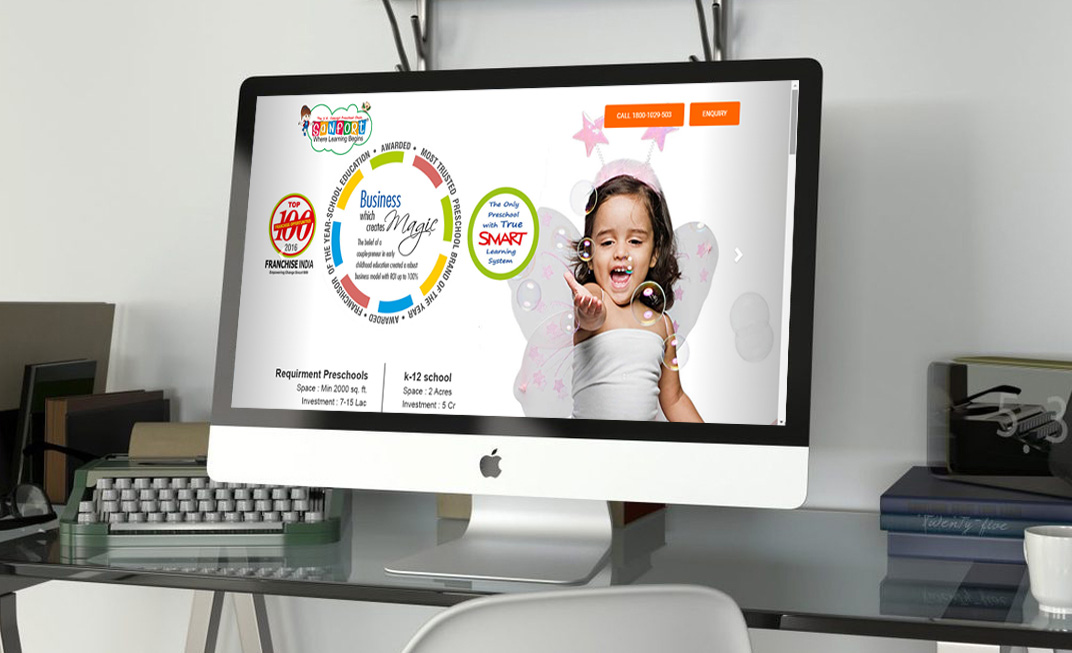 SANFORT
Where Learning Begins
CALL 1800-1029-503
ENQUIRY
FRANCHISOR OF THE YEAR-SCHOOL EDUCATION • AWARDED • MOST TRUSTED PRESCHOOL BRAND OF THE YEAR • AWARDED •
Business
which
creates Magic
The belief of a
couplepreneur in early
childhood education created a robust
business model with ROI up to 100%
TOP
100
2016
FRANCHISE INDIA
The Only
Preschool
with True
SMART
Learning
System
Requirment Preschools
Space : Min 2000 sq. ft.
Investment : 7-15 Lac
k-12 school
Space : 2 Acres
Investment : 5 Cr
twenty-five